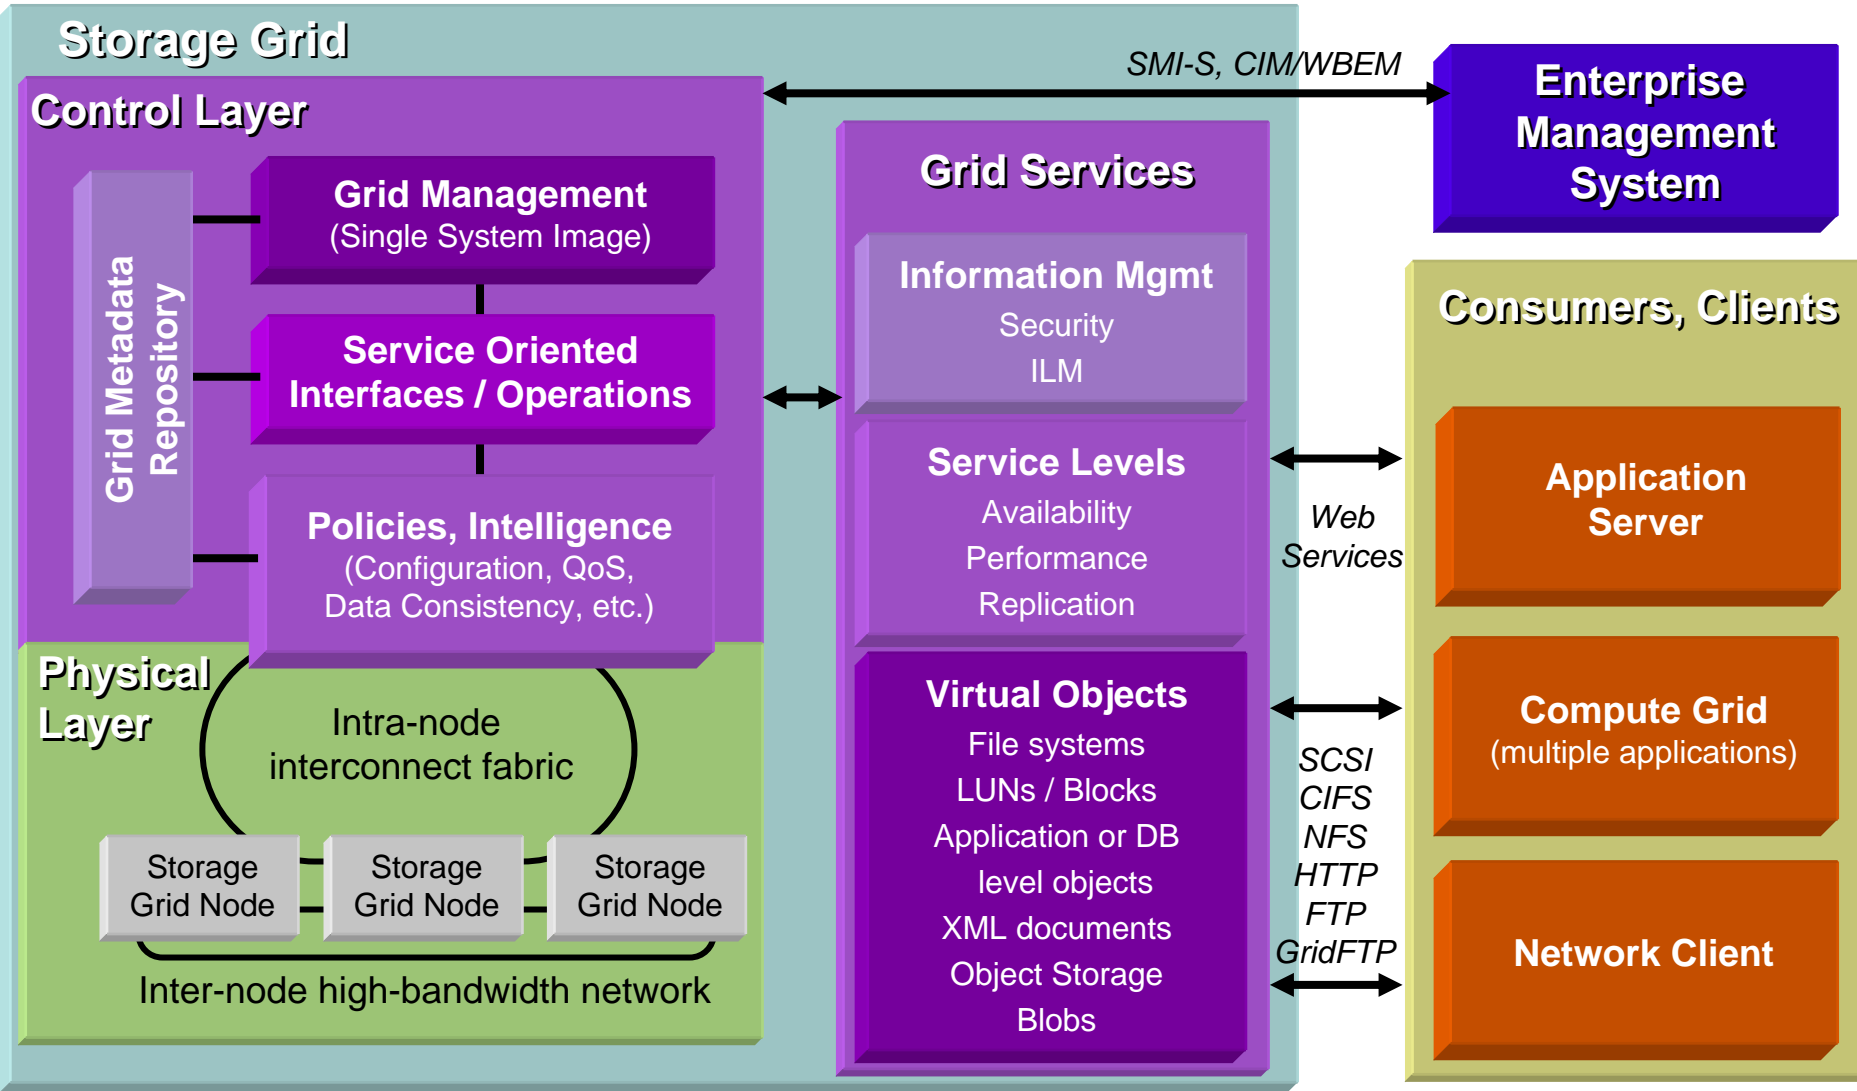 Storage Grid
Control Layer
Grid Metadata
Repository
Grid Management
(Single System Image)
Service Oriented
Interfaces / Operations
Policies, Intelligence
(Configuration, QoS,
Data Consistency, etc.)
Physical
Layer
Intra-node
interconnect fabric
Storage
Grid Node
Storage
Grid Node
Storage
Grid Node
Inter-node high-bandwidth network
Grid Services
Information Mgmt
Security
ILM
Service Levels
Availability
Performance
Replication
Virtual Objects
File systems
LUNs / Blocks
Application or DB
level objects
XML documents
Object Storage
Blobs
SMI-S, CIM/WBEM
Web
Services
SCSI
CIFS
NFS
HTTP
FTP
GridFTP
Enterprise
Management
System
Consumers, Clients
Application
Server
Compute Grid
(multiple applications)
Network Client